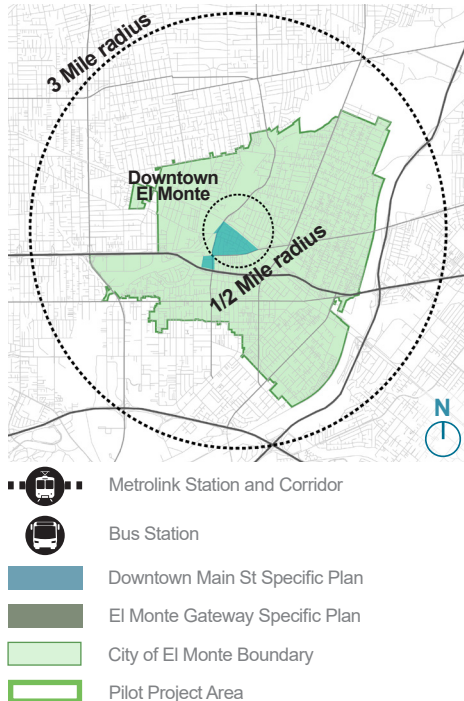 3 Mile radius
Downtown
El Monte
1/2 Mile radius
N
Metrolink Station and Corridor
Bus Station
Downtown Main St Specific Plan
El Monte Gateway Specific Plan
City of El Monte Boundary
Pilot Project Area